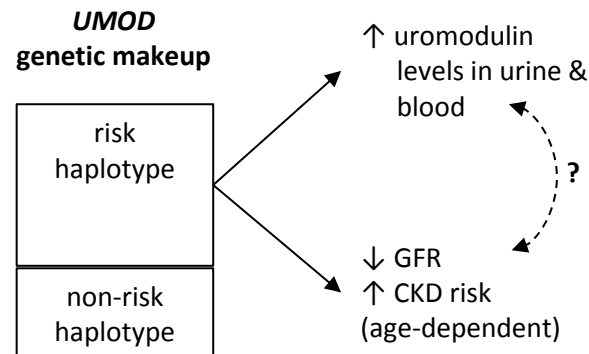 UMOD
genetic makeup
risk
haplotype
non-risk
haplotype
↑ uromodulin
levels in urine &
blood
?
↓ GFR
↑ CKD risk
(age-dependent)